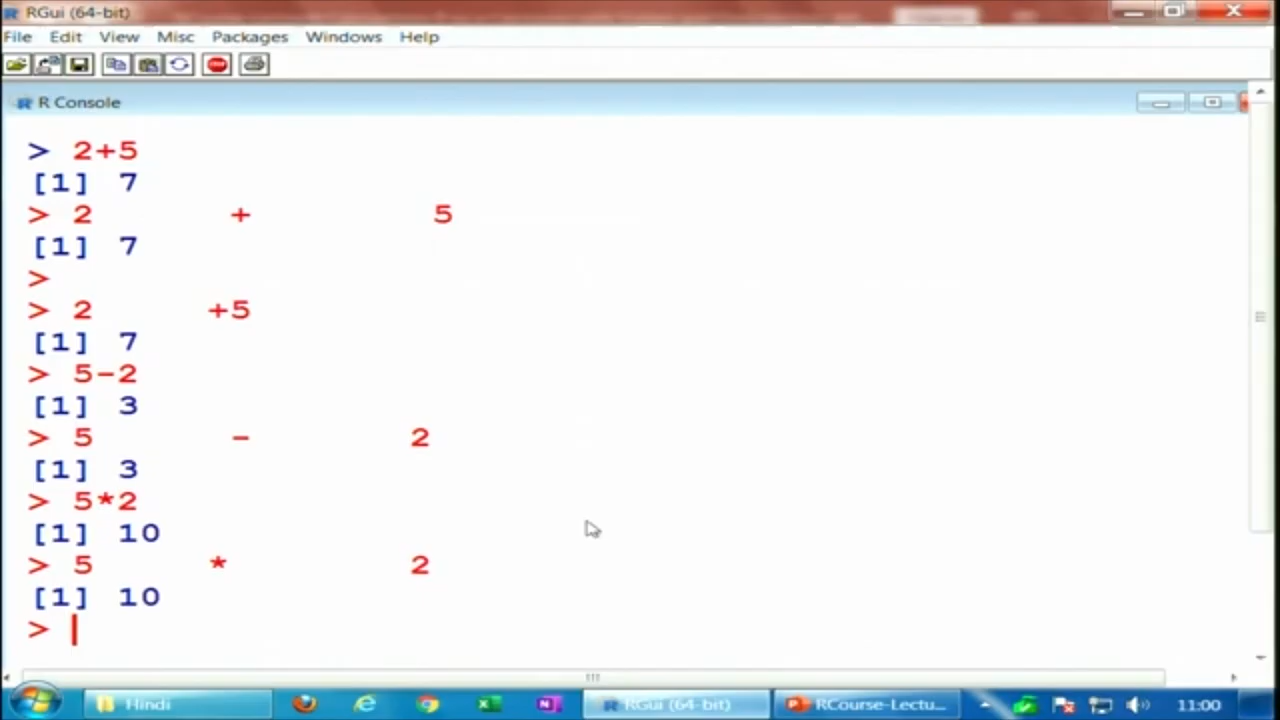 RGui (64-bit)
File Edit View Misc Packages Windows Help
STOP
R Console
> 2+5
[1] 7
> 2 + 5
[1] 7
>
> 2 +5
[1] 7
> 5-2
[1] 3
> 5 - 2
[1] 3
> 5*2
[1] 10
> 5 * 2
[1] 10
>
Hindi RGui (64-bit) RCourse-Lectu... 11:00